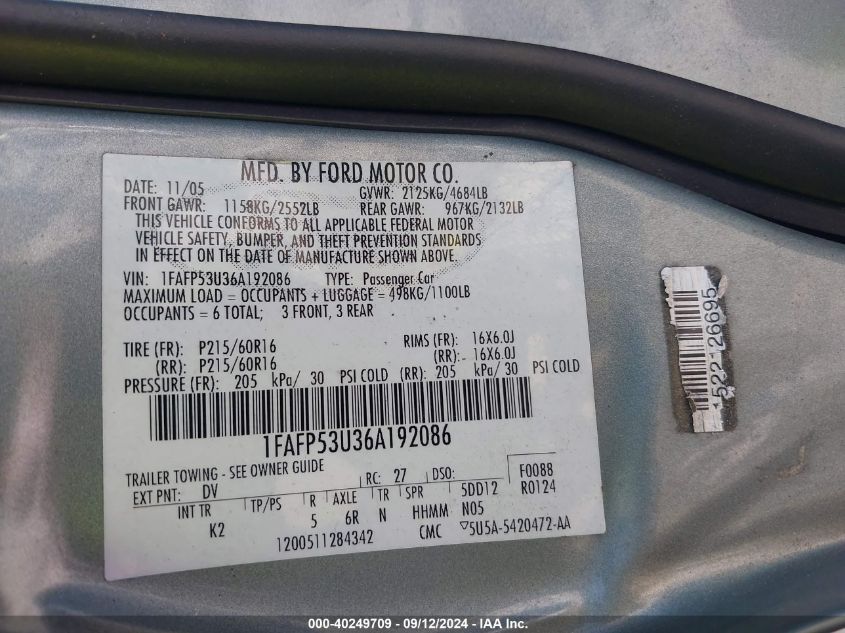 MFD. BY FORD MOTOR CO.
DATE: 11/05 GVWR: 2125KG/4684LB
FRONT GAWR: 1158KG/2552LB REAR GAWR: 967KG/2132LB
THIS VEHICLE CONFORMS TO ALL APPLICABLE FEDERAL MOTOR
VEHICLE SAFETY, BUMPER, AND THEFT PREVENTION STANDARDS
IN EFFECT ON THE DATE OF MANUFACTURE SHOWN ABOVE.
VIN: 1FAFP53U36A192086 TYPE: Passenger Car
MAXIMUM LOAD = OCCUPANTS + LUGGAGE = 498KG/1100LB
OCCUPANTS = 6 TOTAL; 3 FRONT, 3 REAR
TIRE (FR): P215/60R16 RIMS (FR): 16X6.0J
(RR): P215/60R16 (RR): 16X6.0J
PRESSURE (FR): 205 kPa/ 30 PSI COLD (RR): 205 kPa/ 30 PSI COLD
1FAFP53U36A192086
TRAILER TOWING - SEE OWNER GUIDE
EXT PNT: DV RC: 27 DSO: F0088
INT TR TP/PS R AXLE TR SPR 5DD12 R0124
K2 5 6R N HHMM N05
1200511284342 CMC 5U5A-5420472-AA
522126695
000-40249709 - 09/12/2024 - IAA Inc.